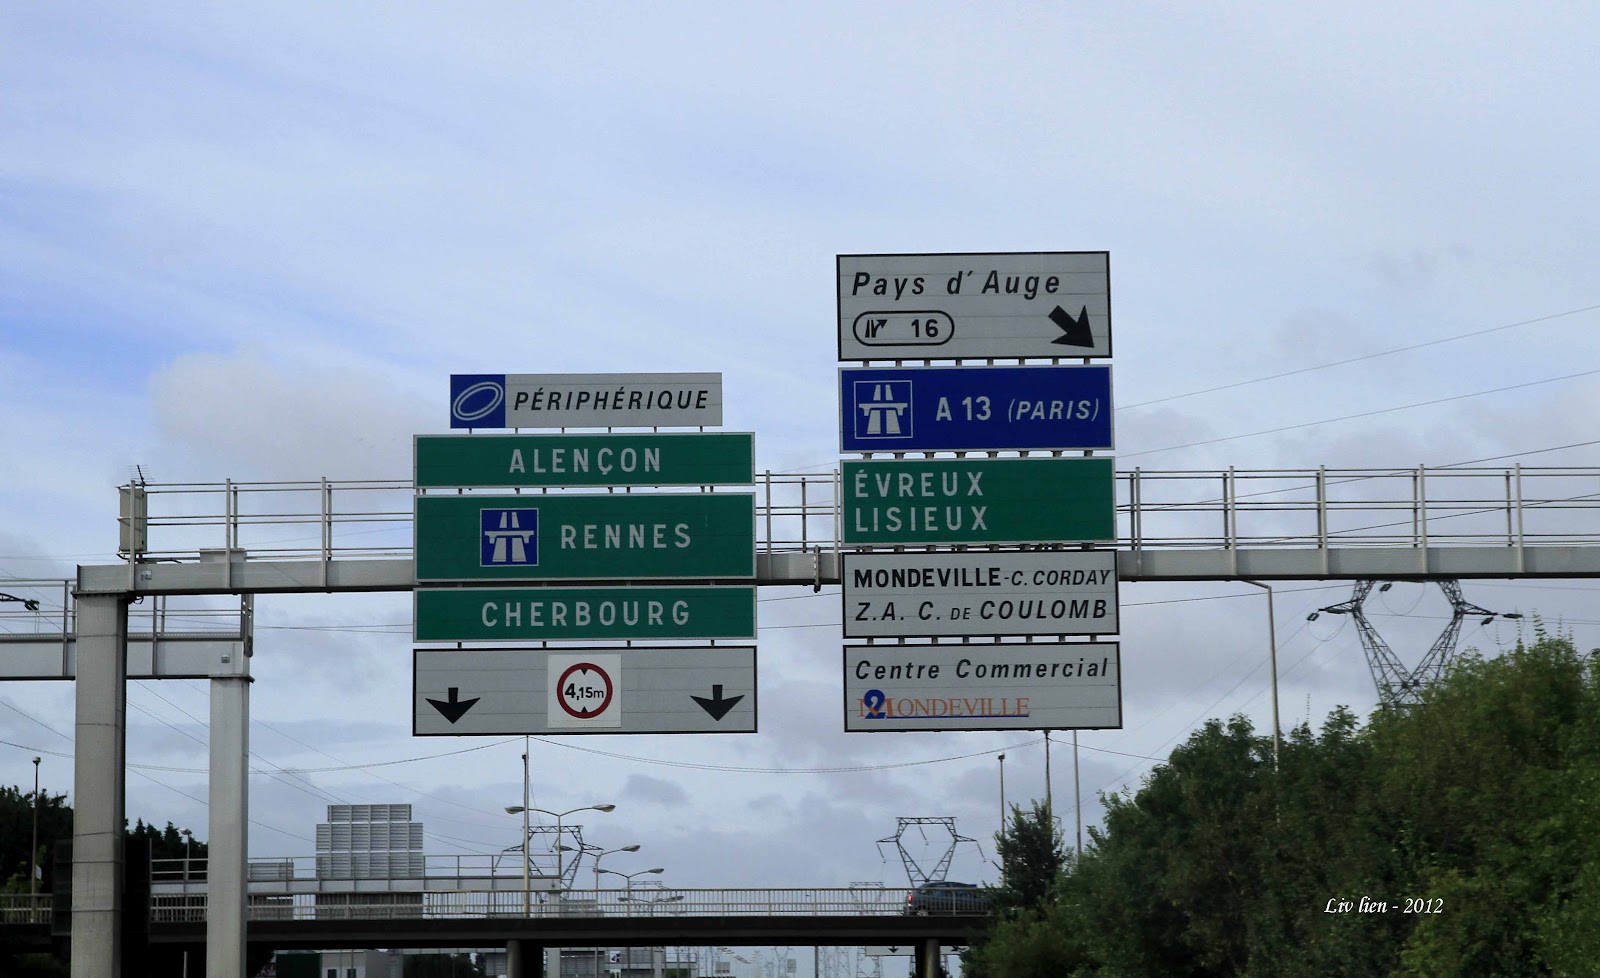 PÉRIPHÉRIQUE
ALENÇON
RENNES
CHERBOURG
4,15m
Pays d'Auge
16
A 13 (PARIS)
ÉVREUX
LISIEUX
MONDEVILLE-C. CORDAY
Z.A. C. DE COULOMB
Centre Commercial
MONDEVILLE 2
Liv lien - 2012